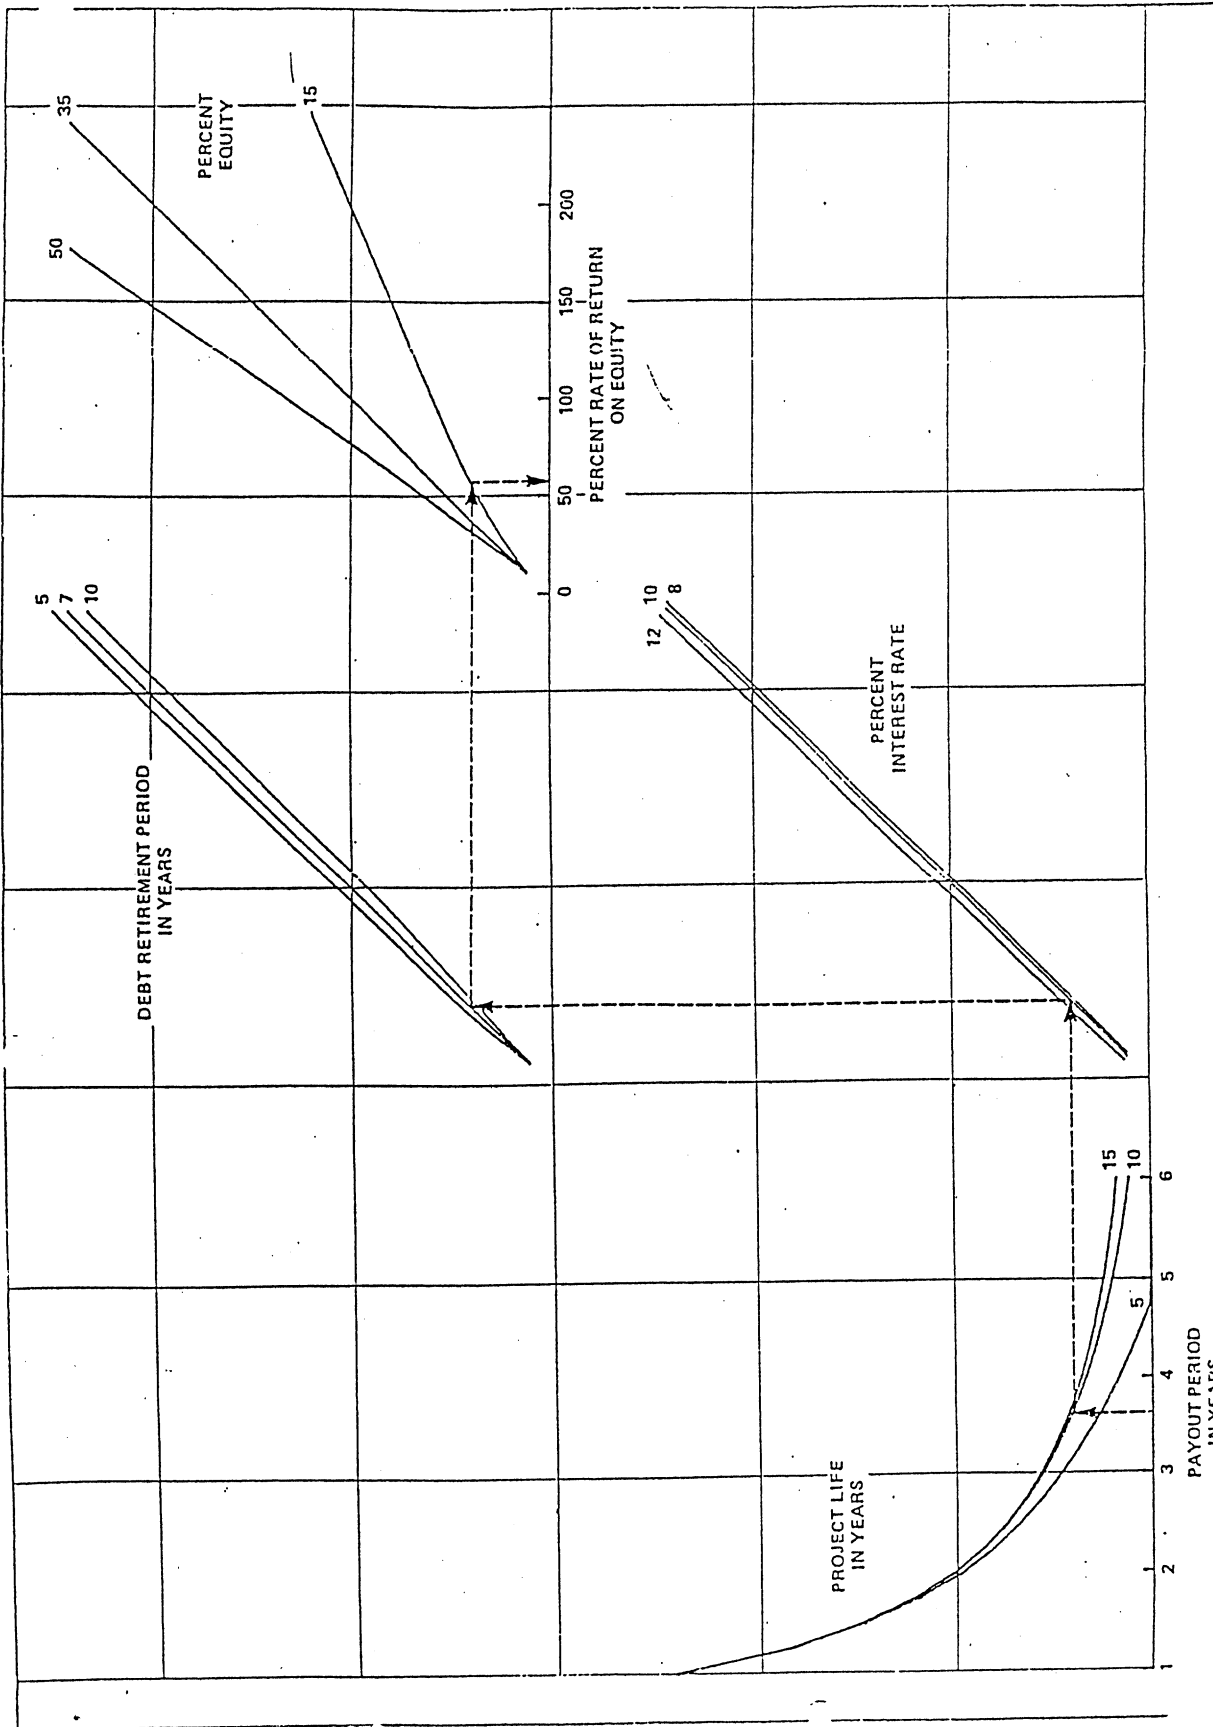 DEBT RETIREMENT PERIOD
IN YEARS
5
7
10
50
35
PERCENT
EQUITY
15
0
50
100
150
200
PERCENT RATE OF RETURN
ON EQUITY
12
10
8
PERCENT
INTEREST RATE
PROJECT LIFE
IN YEARS
5
15
10
1
2
3
4
5
6
PAYOUT PERIOD
IN YEARS